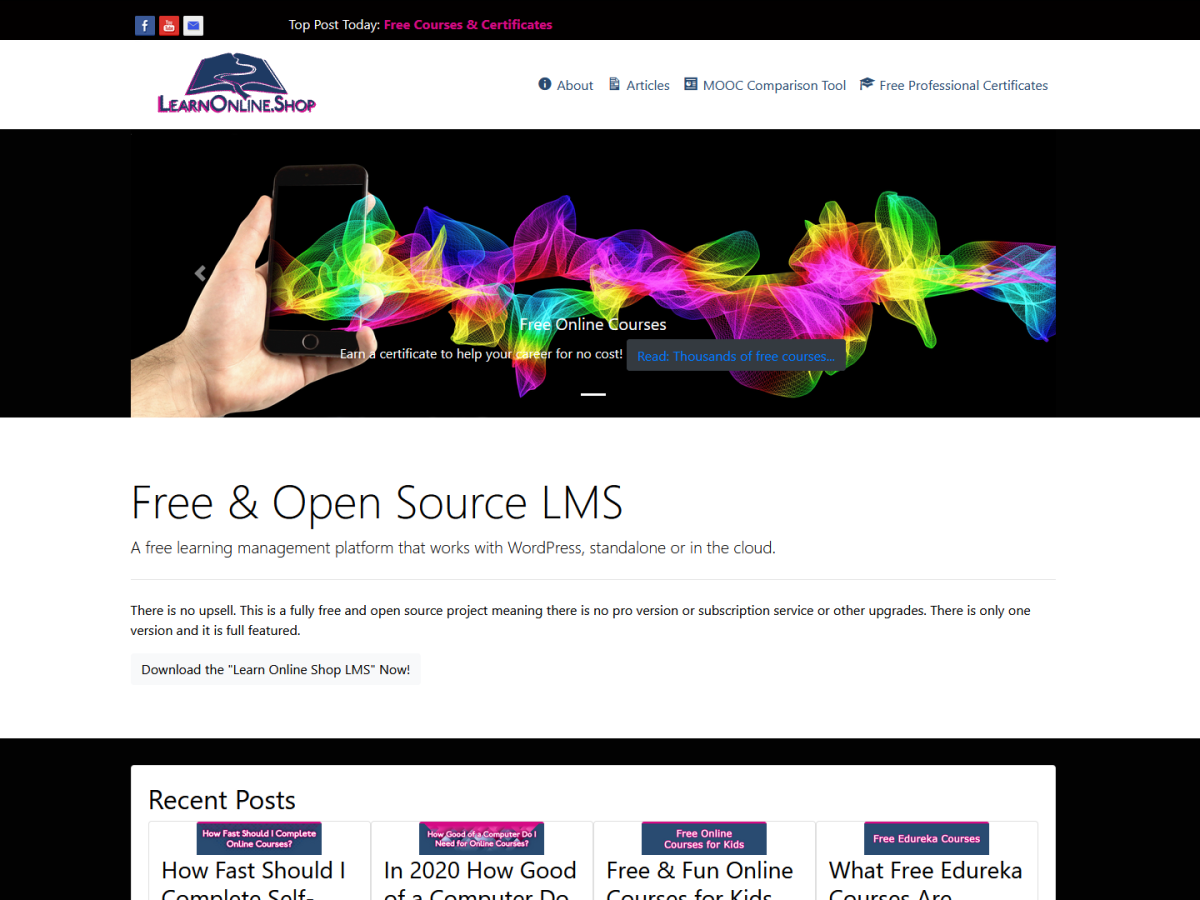 Top Post Today: Free Courses & Certificates
LearnOnline.Shop
About
Articles
MOOC Comparison Tool
Free Professional Certificates
Free Online Courses
Earn a certificate to help your career for no cost! Read: Thousands of free courses...
Free & Open Source LMS
A free learning management platform that works with WordPress, standalone or in the cloud.
There is no upsell. This is a fully free and open source project meaning there is no pro version or subscription service or other upgrades. There is only one
version and it is full featured.
Download the "Learn Online Shop LMS" Now!
Recent Posts
How Fast Should I Complete
Online Courses?
How Fast Should I
Complete Self-
How Good of a Computer Do I
Need for Online Courses?
In 2020 How Good
of a Computer Do
Free Online
Courses for Kids
Free & Fun Online
Courses for Kids
Free Edureka Courses
What Free Edureka
Courses Are